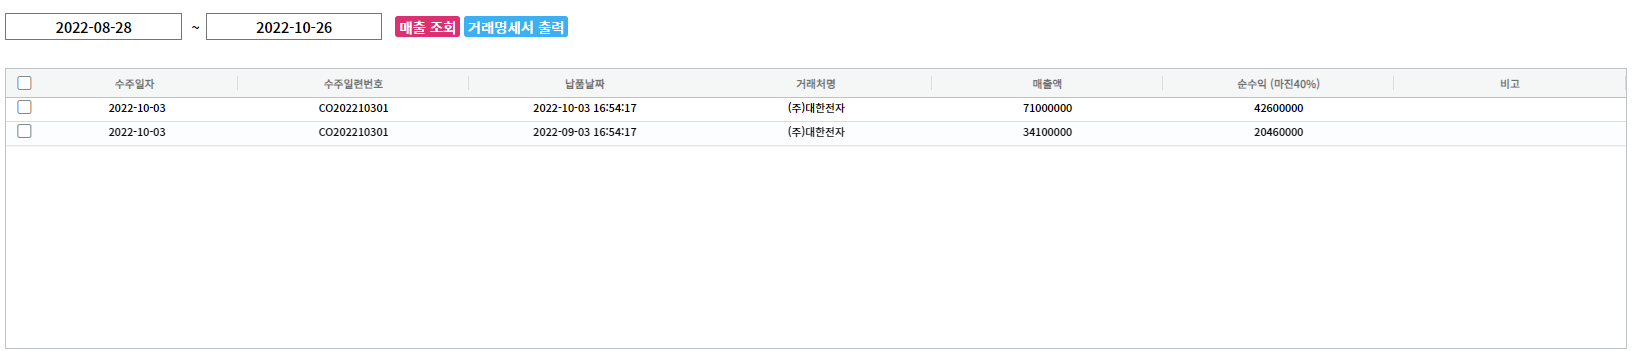 2022-08-28 ~ 2022-10-26 매출 조회 거래명세서 출력
수주일자 수주일련번호 납품날짜 거래처명 매출액 순수익 (마진40%) 비고
2022-10-03 CO202210301 2022-10-03 16:54:17 (주)대한전자 71000000 42600000
2022-10-03 CO202210301 2022-09-03 16:54:17 (주)대한전자 34100000 20460000